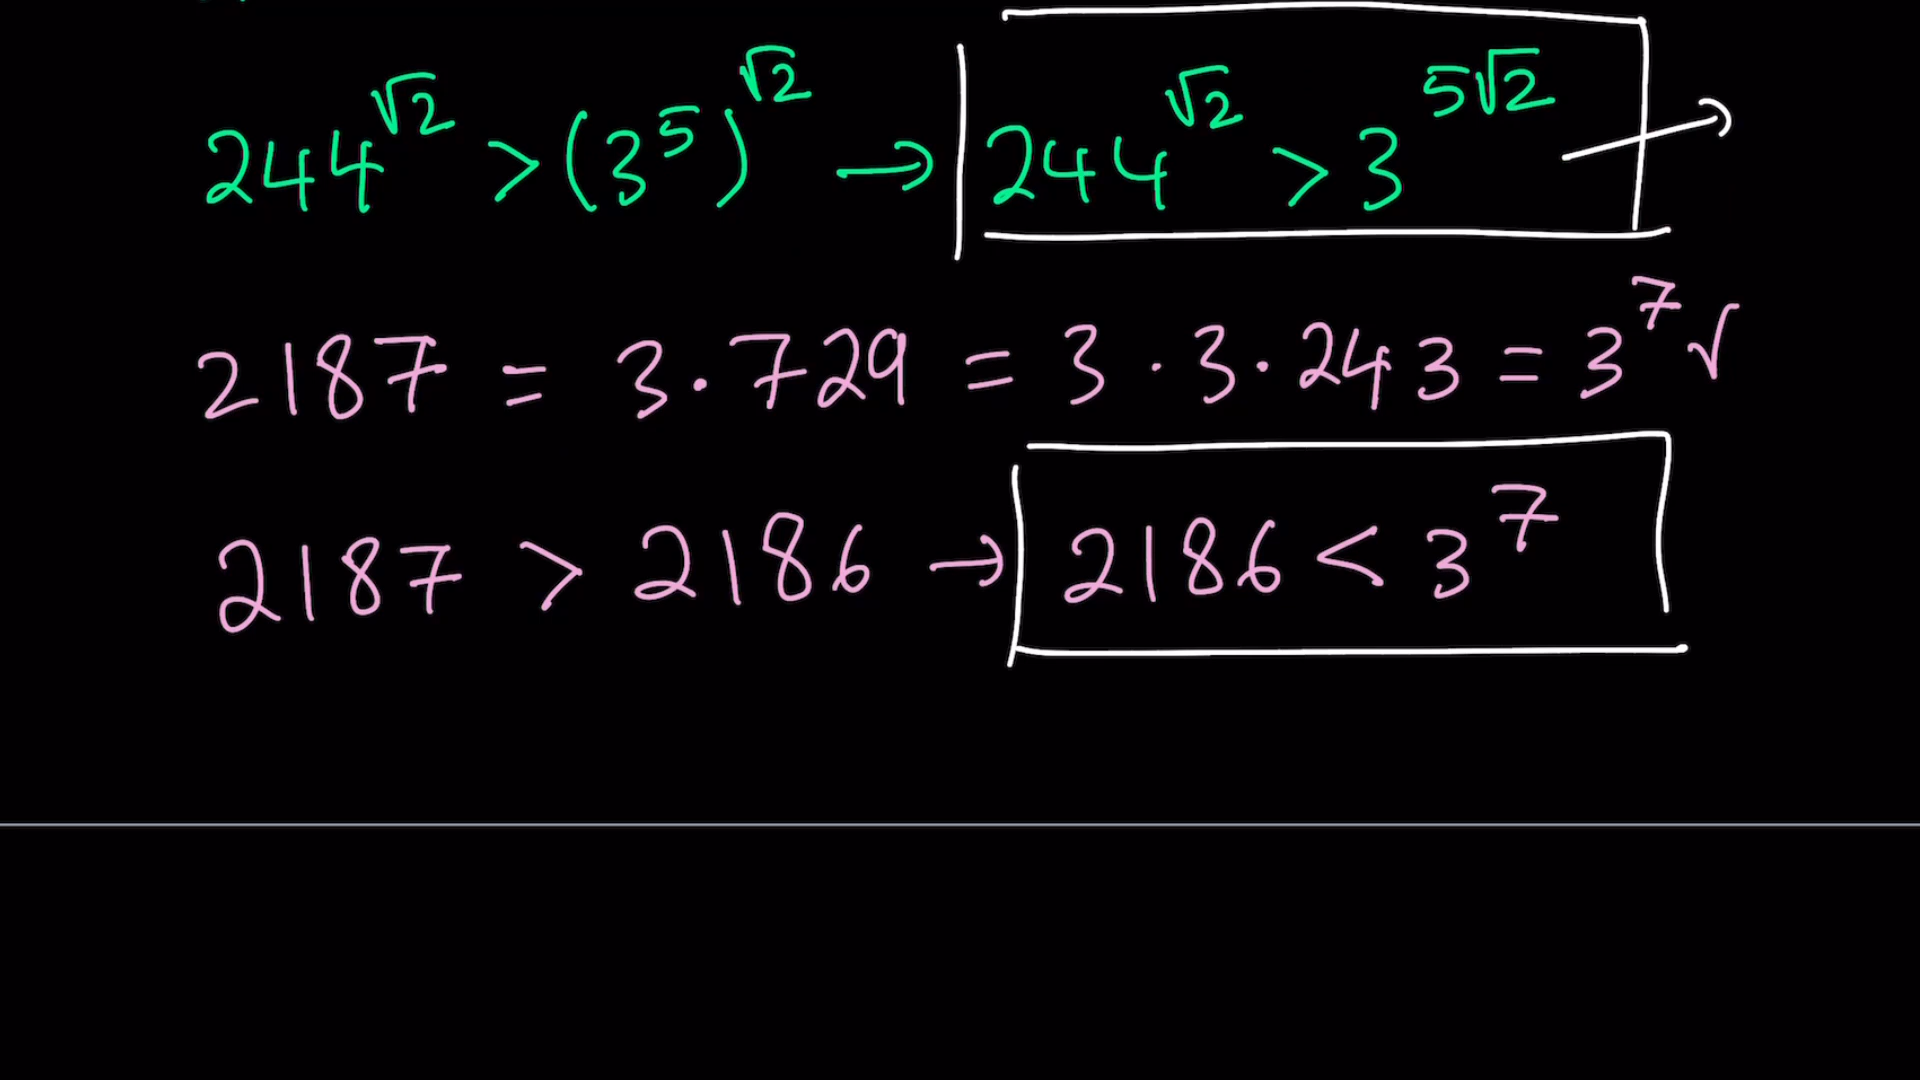 244^√2 > (3^5)^√2 → 244^√2 > 3^5√2 →
2187 = 3·729 = 3·3·243 = 3^7 √
2187 > 2186 → 2186 < 3^7